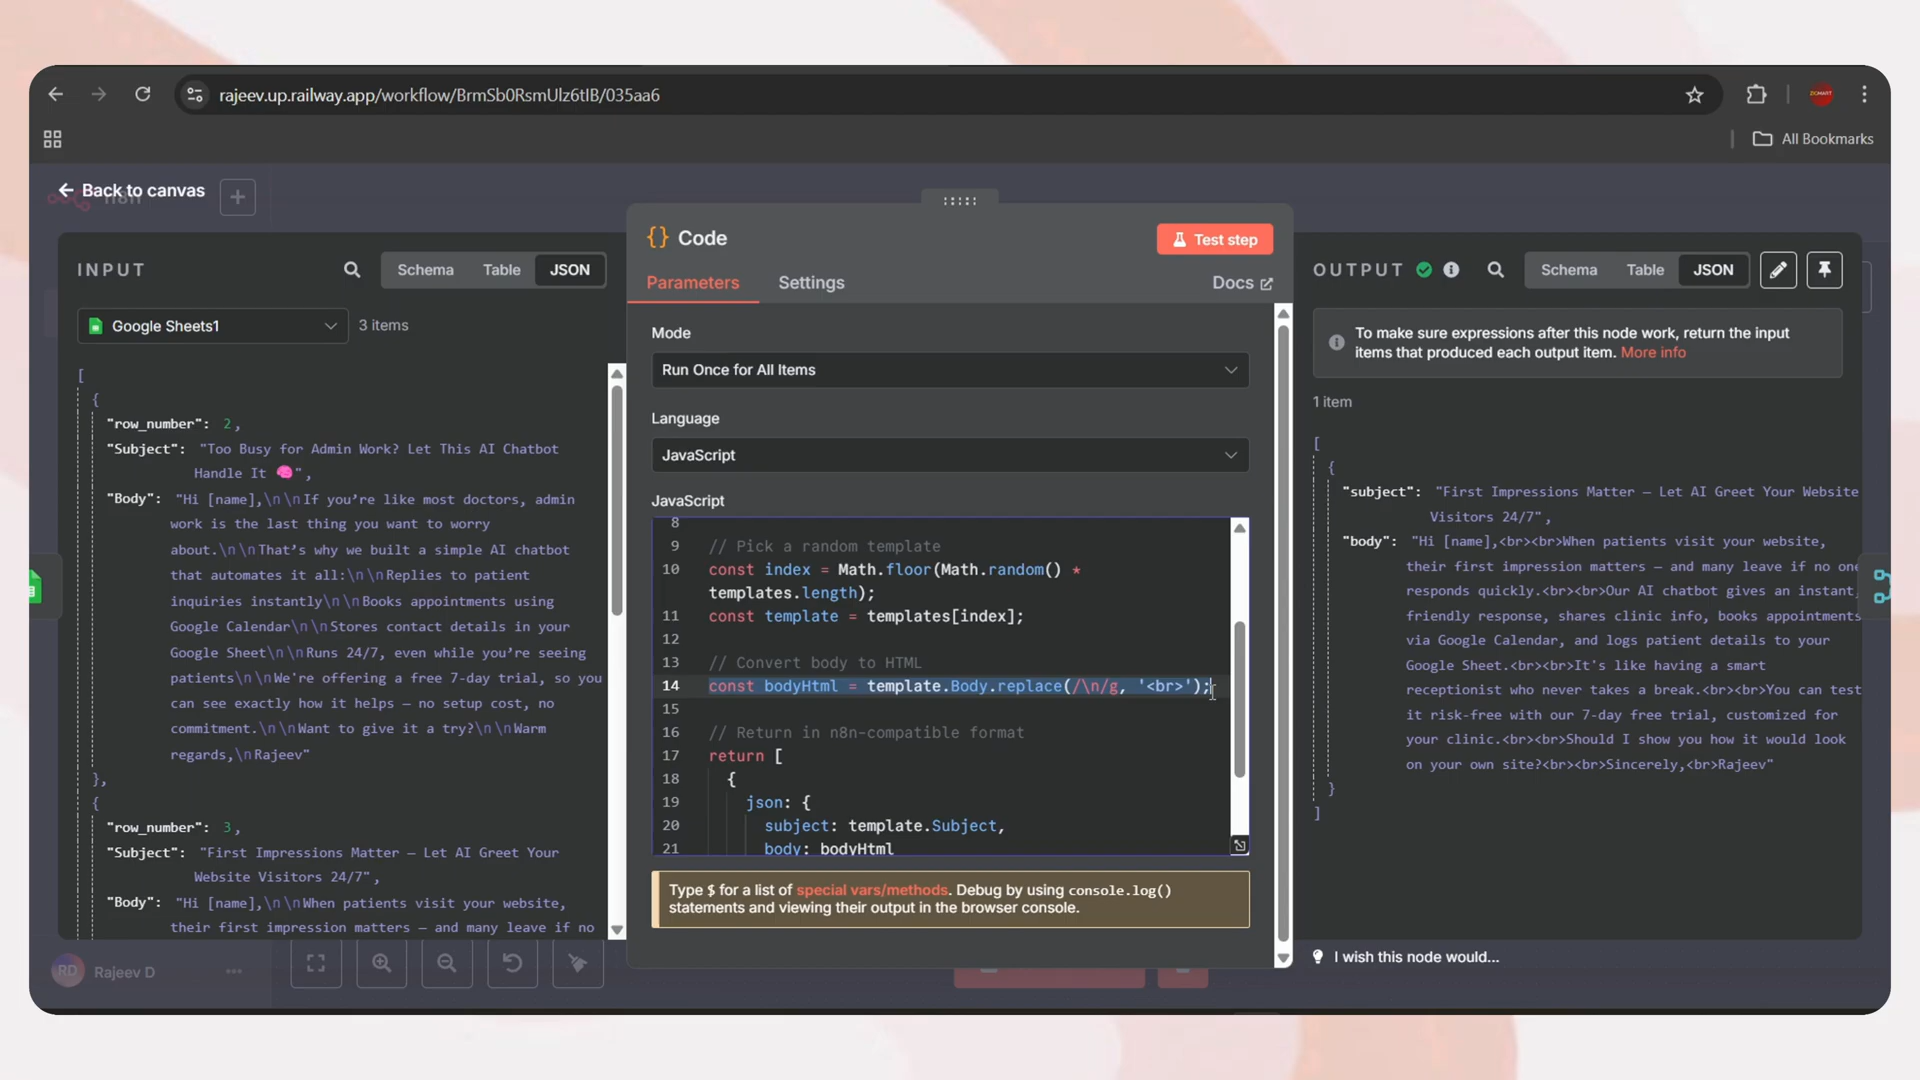 rajeev.up.railway.app/workflow/BrmSb0RsmUlz6tIB/035aa6
ZOMART
All Bookmarks
Back to canvas
n8n
INPUT
Schema
Table
JSON
Google Sheets1
3 items
[
{
"row_number": 2,
"Subject": "Too Busy for Admin Work? Let This AI Chatbot
Handle It 🧠",
"Body": "Hi [name],\n\nIf you're like most doctors, admin
work is the last thing you want to worry
about.\n\nThat's why we built a simple AI chatbot
that automates it all:\n\nReplies to patient
inquiries instantly\n\nBooks appointments using
Google Calendar\n\nStores contact details in your
Google Sheet\n\nRuns 24/7, even while you're seeing
patients\n\nWe're offering a free 7-day trial, so you
can see exactly how it helps – no setup cost, no
commitment.\n\nWant to give it a try?\n\nWarm
regards,\nRajeev"
},
{
"row_number": 3,
"Subject": "First Impressions Matter – Let AI Greet Your
Website Visitors 24/7",
"Body": "Hi [name],\n\nWhen patients visit your website,
their first impression matters – and many leave if no
RD
Rajeev D
{} Code
Test step
Parameters
Settings
Docs
Mode
Run Once for All Items
Language
JavaScript
JavaScript
8
9 // Pick a random template
10 const index = Math.floor(Math.random() *
templates.length);
11 const template = templates[index];
12
13 // Convert body to HTML
14 const bodyHtml = template.Body.replace(/\n/g, '<br>');
15
16 // Return in n8n-compatible format
17 return [
18 {
19 json: {
20 subject: template.Subject,
21 body: bodyHtml
Type $ for a list of special vars/methods. Debug by using console.log()
statements and viewing their output in the browser console.
OUTPUT
Schema
Table
JSON
To make sure expressions after this node work, return the input
items that produced each output item. More info
1 item
[
{
"subject": "First Impressions Matter – Let AI Greet Your Website
Visitors 24/7",
"body": "Hi [name],<br><br>When patients visit your website,
their first impression matters – and many leave if no one
responds quickly.<br><br>Our AI chatbot gives an instant,
friendly response, shares clinic info, books appointments
via Google Calendar, and logs patient details to your
Google Sheet.<br><br>It's like having a smart
receptionist who never takes a break.<br><br>You can test
it risk-free with our 7-day free trial, customized for
your clinic.<br><br>Should I show you how it would look
on your own site?<br><br>Sincerely,<br>Rajeev"
}
]
I wish this node would...